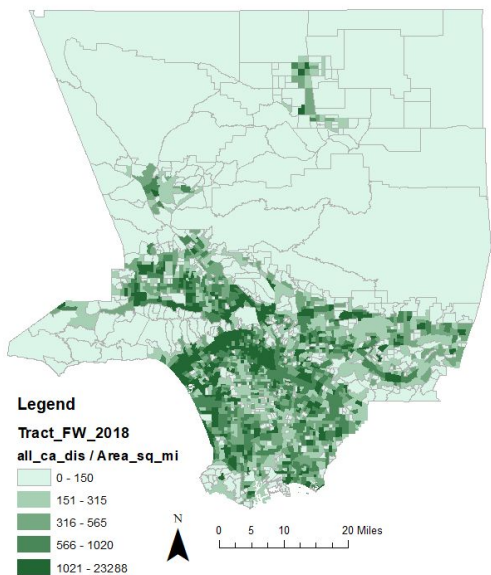 Legend
Tract_FW_2018
all_ca_dis / Area_sq_mi
0 - 150
151 - 315
316 - 565
566 - 1020
1021 - 23288
N
0 5 10 20 Miles